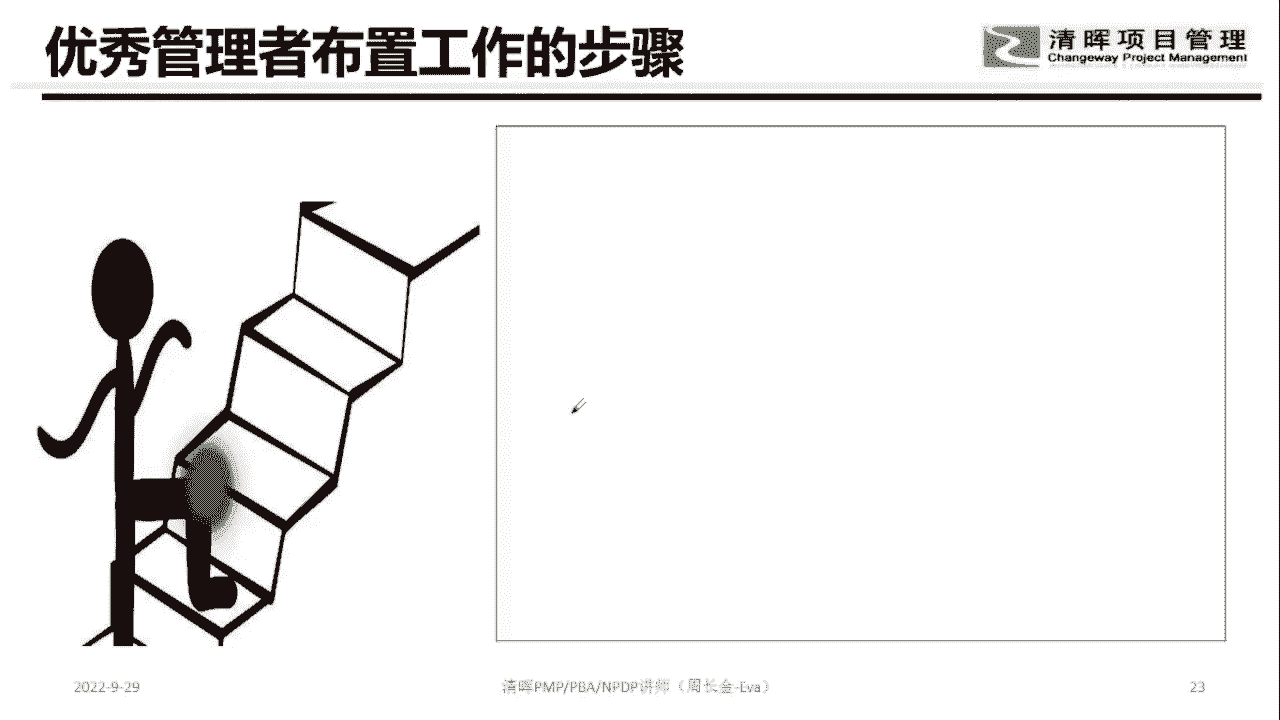 优秀管理者布置工作的步骤
清晖项目管理
Changeway Project Management
2022-9-29
清晖PMP/PBA/NPDP讲师（周长金-Eva）
23